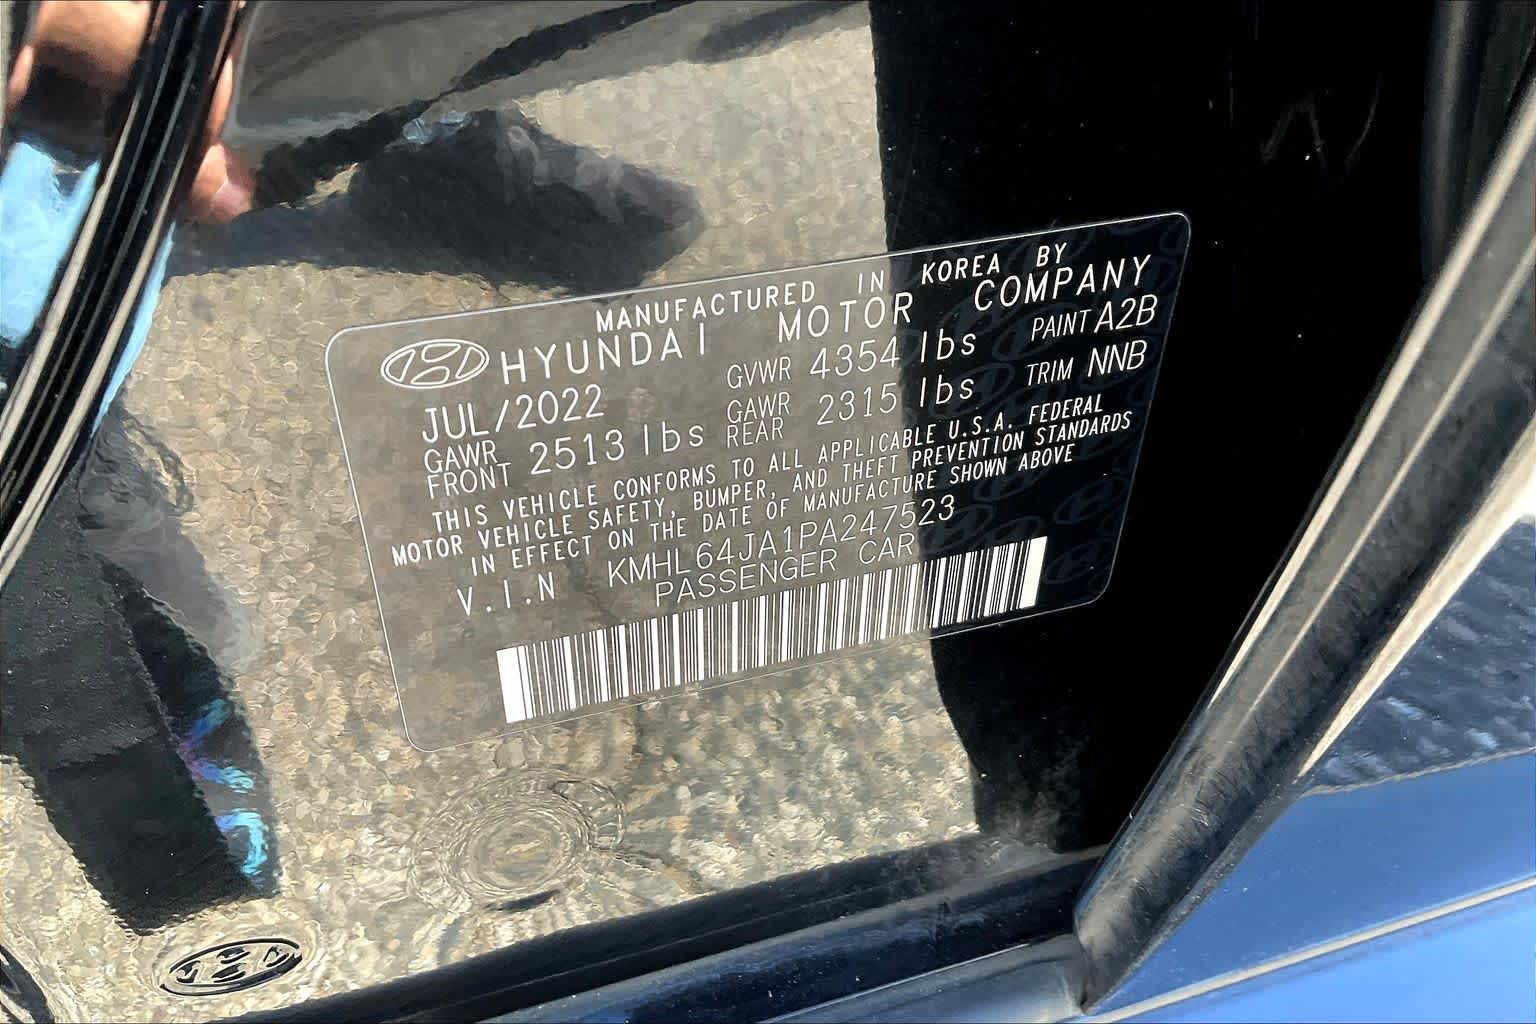 MANUFACTURED IN KOREA BY
HYUNDAI MOTOR COMPANY
JUL/2022 GVWR 4354 lbs PAINT A2B
GAWR FRONT 2513 lbs GAWR REAR 2315 lbs TRIM NNB
THIS VEHICLE CONFORMS TO ALL APPLICABLE U.S.A. FEDERAL
MOTOR VEHICLE SAFETY, BUMPER, AND THEFT PREVENTION STANDARDS
IN EFFECT ON THE DATE OF MANUFACTURE SHOWN ABOVE
V.I.N KMHL64JA1PA247523
PASSENGER CAR